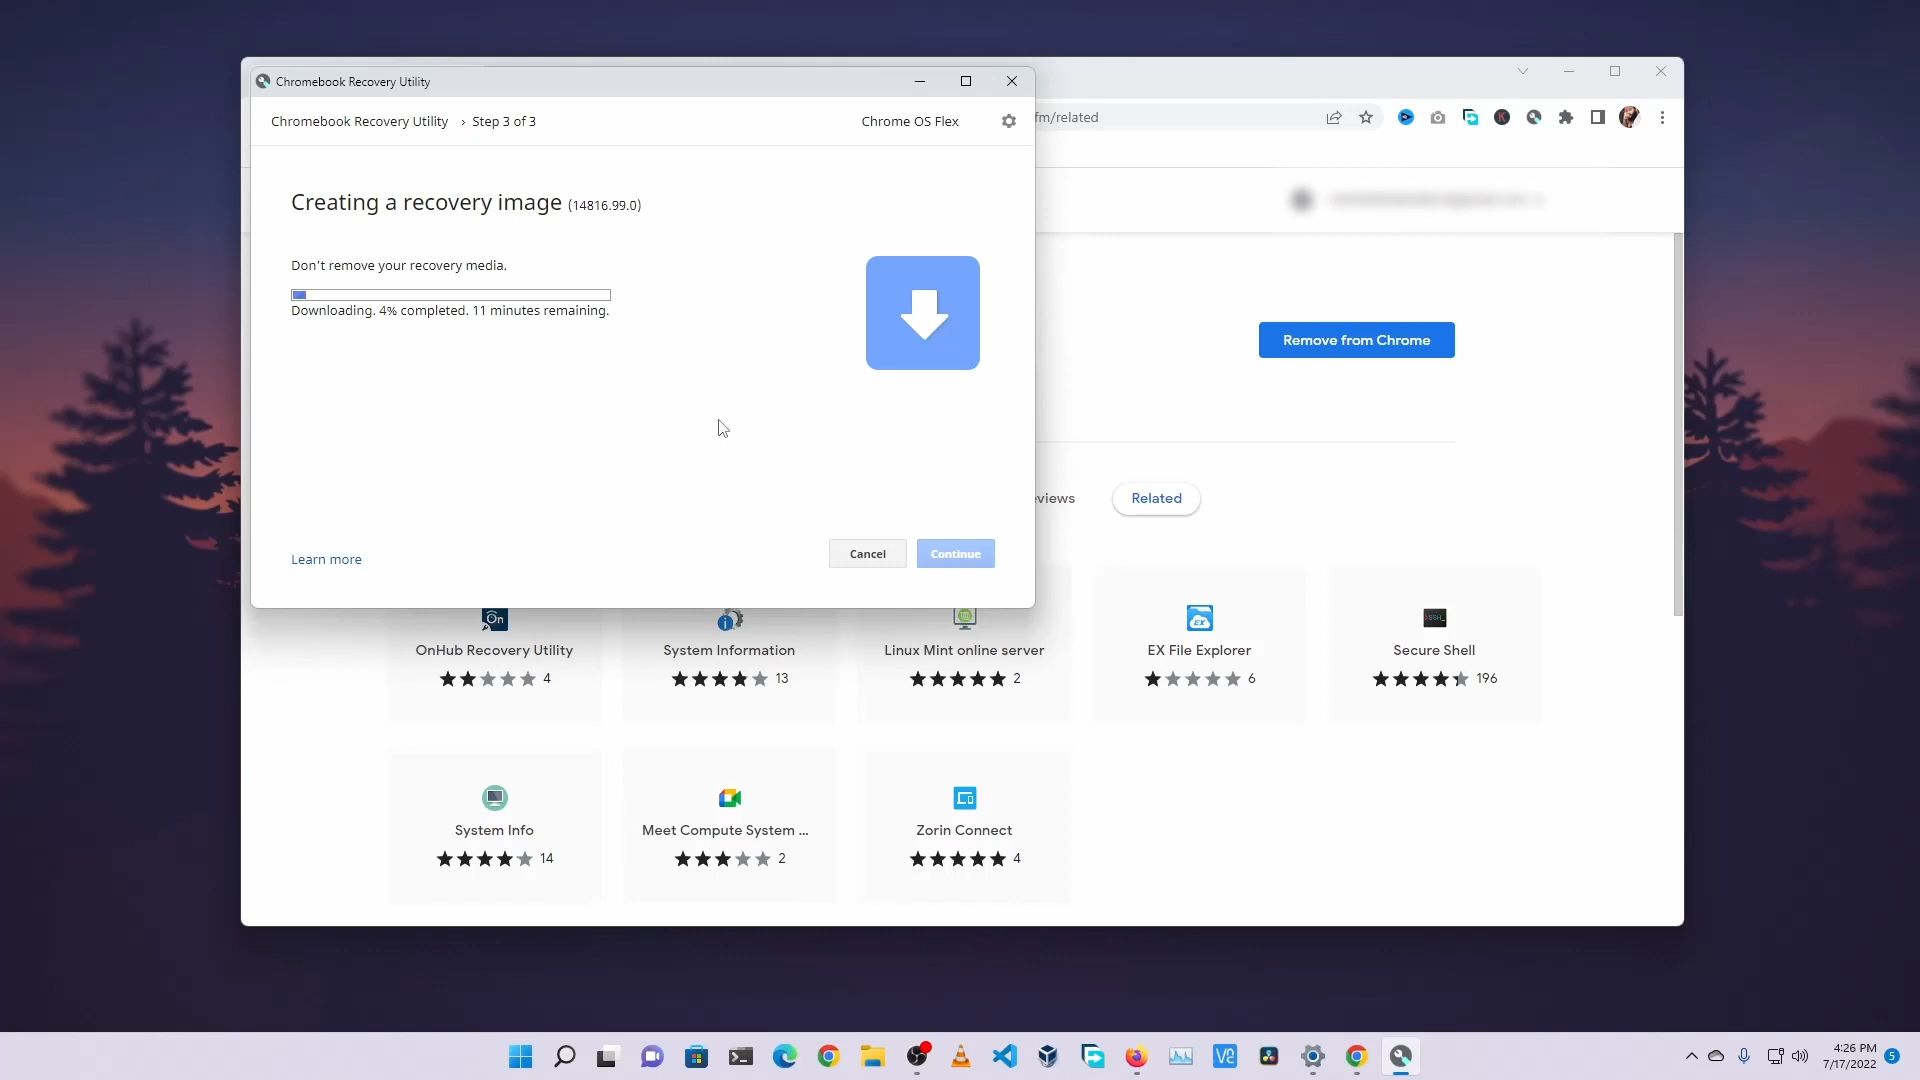 Chromebook Recovery Utility
Chromebook Recovery Utility › Step 3 of 3
Chrome OS Flex
fm/related
Creating a recovery image (14816.99.0)
Don’t remove your recovery media.
Downloading. 4% completed. 11 minutes remaining.
Remove from Chrome
eviews
Related
Learn more
Cancel
Continue
OnHub Recovery Utility
4
System Information
13
Linux Mint online server
2
EX File Explorer
6
Secure Shell
196
System Info
14
Meet Compute System ...
2
Zorin Connect
4
4:26 PM
7/17/2022
5